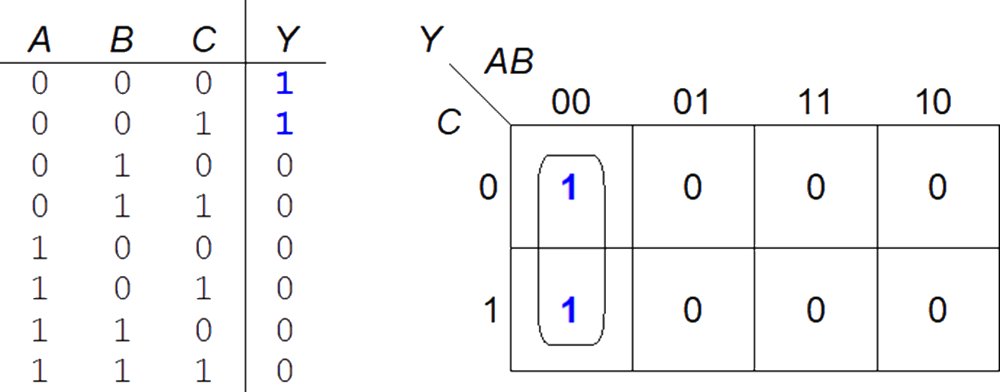 A B C Y
0 0 0 1
0 0 1 1
0 1 0 0
0 1 1 0
1 0 0 0
1 0 1 0
1 1 0 0
1 1 1 0
Y
AB
00 01 11 10
C
0 1 0 0 0
1 1 0 0 0